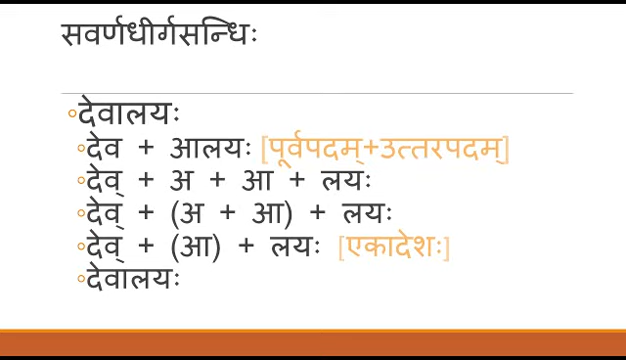 सवर्णधीर्गसन्धिः
देवालयः
देव + आलयः [पूर्वपदम्+उत्तरपदम्]
देव् + अ + आ + लयः
देव् + (अ + आ) + लयः
देव् + (आ) + लयः [एकादेशः]
देवालयः